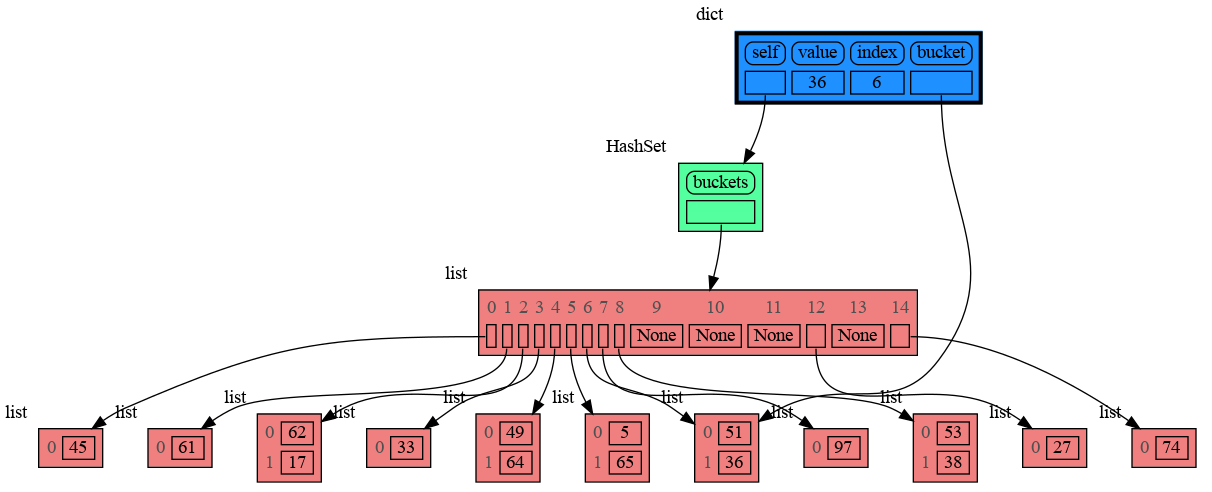 dict
self value index bucket
36 6
HashSet
buckets
list
0 1 2 3 4 5 6 7 8 9 10 11 12 13 14
None None None None
list list list list list list list list list list list
0 45
0 61
0 62
1 17
0 33
0 49
1 64
0 5
1 65
0 51
1 36
0 97
0 53
1 38
0 27
0 74